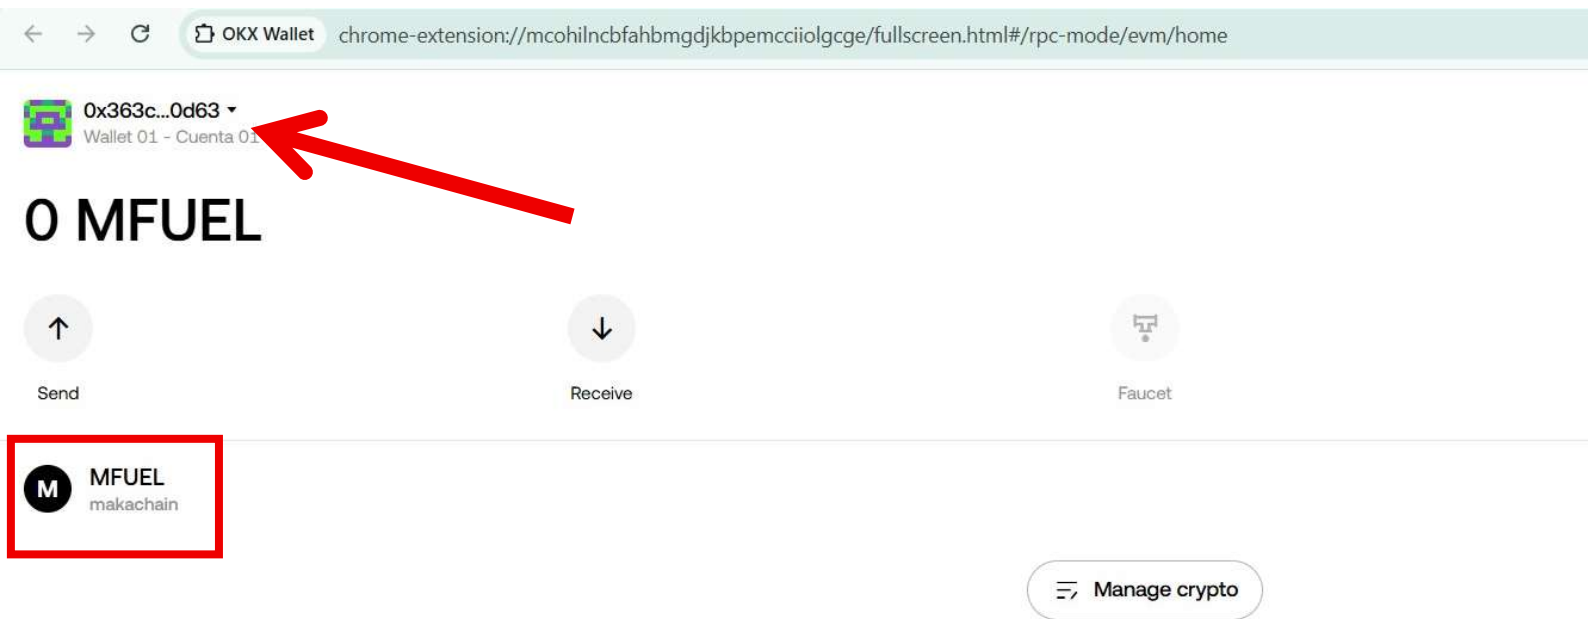 OKX Wallet chrome-extension://mcohilncbfahbmgdjkbpemcciiolgcge/fullscreen.html#/rpc-mode/evm/home
0x363c...0d63
Wallet 01 - Cuenta 01
0 MFUEL
Send Receive Faucet
M MFUEL
makachain
Manage crypto